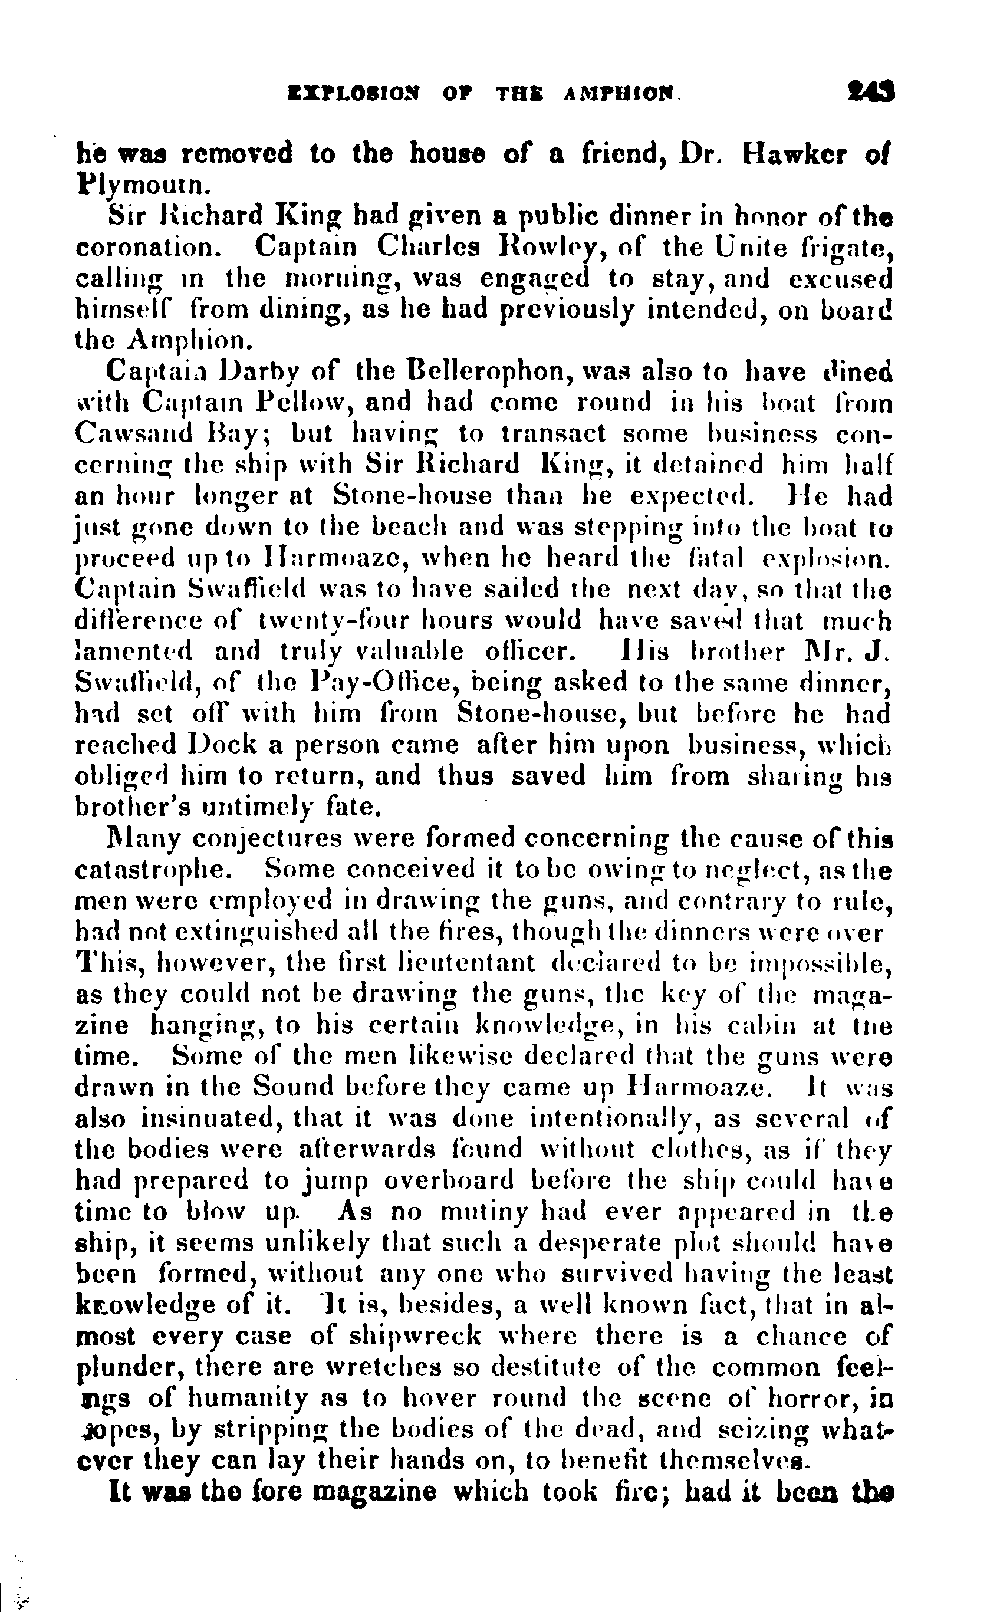 EXPLOSION OF THE AMPHION. 243
he was removed to the house of a friend, Dr. Hawker of
Plymouth.
Sir Richard King had given a public dinner in honor of the
coronation. Captain Charles Rowley, of the Unite frigate,
calling in the morning, was engaged to stay, and excused
himself from dining, as he had previously intended, on board
the Amphion.
Captain Darby of the Bellerophon, was also to have dined
with Captain Pellow, and had come round in his boat from
Cawsand Bay; but having to transact some business con-
cerning the ship with Sir Richard King, it detained him half
an hour longer at Stone-house than he expected. He had
just gone down to the beach and was stepping into the boat to
proceed up to Harmoaze, when he heard the fatal explosion.
Captain Swaffield was to have sailed the next day, so that the
difference of twenty-four hours would have saved that much
lamented and truly valuable officer. His brother Mr. J.
Swaffield, of the Pay-Office, being asked to the same dinner,
had set off with him from Stone-house, but before he had
reached Dock a person came after him upon business, which
obliged him to return, and thus saved him from sharing his
brother's untimely fate.
Many conjectures were formed concerning the cause of this
catastrophe. Some conceived it to be owing to neglect, as the
men were employed in drawing the guns, and contrary to rule,
had not extinguished all the fires, though the dinners were over
This, however, the first lieutentant declared to be impossible,
as they could not be drawing the guns, the key of the maga-
zine hanging, to his certain knowledge, in his cabin at the
time. Some of the men likewise declared that the guns were
drawn in the Sound before they came up Harmoaze. It was
also insinuated, that it was done intentionally, as several of
the bodies were afterwards found without clothes, as if they
had prepared to jump overboard before the ship could have
time to blow up. As no mutiny had ever appeared in the
ship, it seems unlikely that such a desperate plot should have
been formed, without any one who survived having the least
knowledge of it. It is, besides, a well known fact, that in al-
most every case of shipwreck where there is a chance of
plunder, there are wretches so destitute of the common feel-
ings of humanity as to hover round the scene of horror, in
hopes, by stripping the bodies of the dead, and seizing what-
ever they can lay their hands on, to benefit themselves.
It was the fore magazine which took fire; had it been the